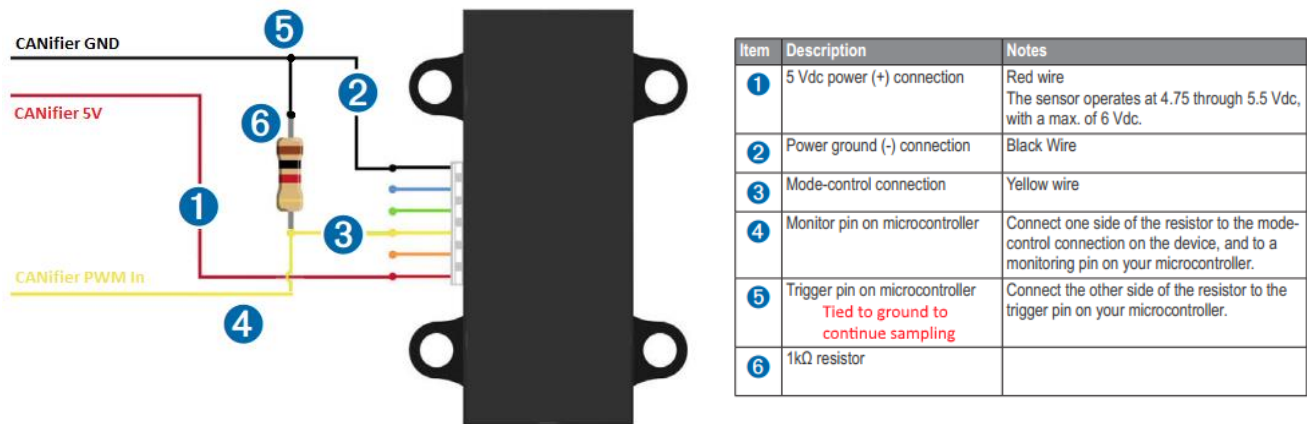 CANifier GND
CANifier 5V
CANifier PWM In
5
2
6
1
3
4
Item Description Notes
1 5 Vdc power (+) connection Red wire
The sensor operates at 4.75 through 5.5 Vdc,
with a max. of 6 Vdc.
2 Power ground (-) connection Black Wire
3 Mode-control connection Yellow wire
4 Monitor pin on microcontroller Connect one side of the resistor to the mode-
control connection on the device, and to a
monitoring pin on your microcontroller.
5 Trigger pin on microcontroller Connect the other side of the resistor to the
Tied to ground to trigger pin on your microcontroller.
continue sampling
6 1kΩ resistor